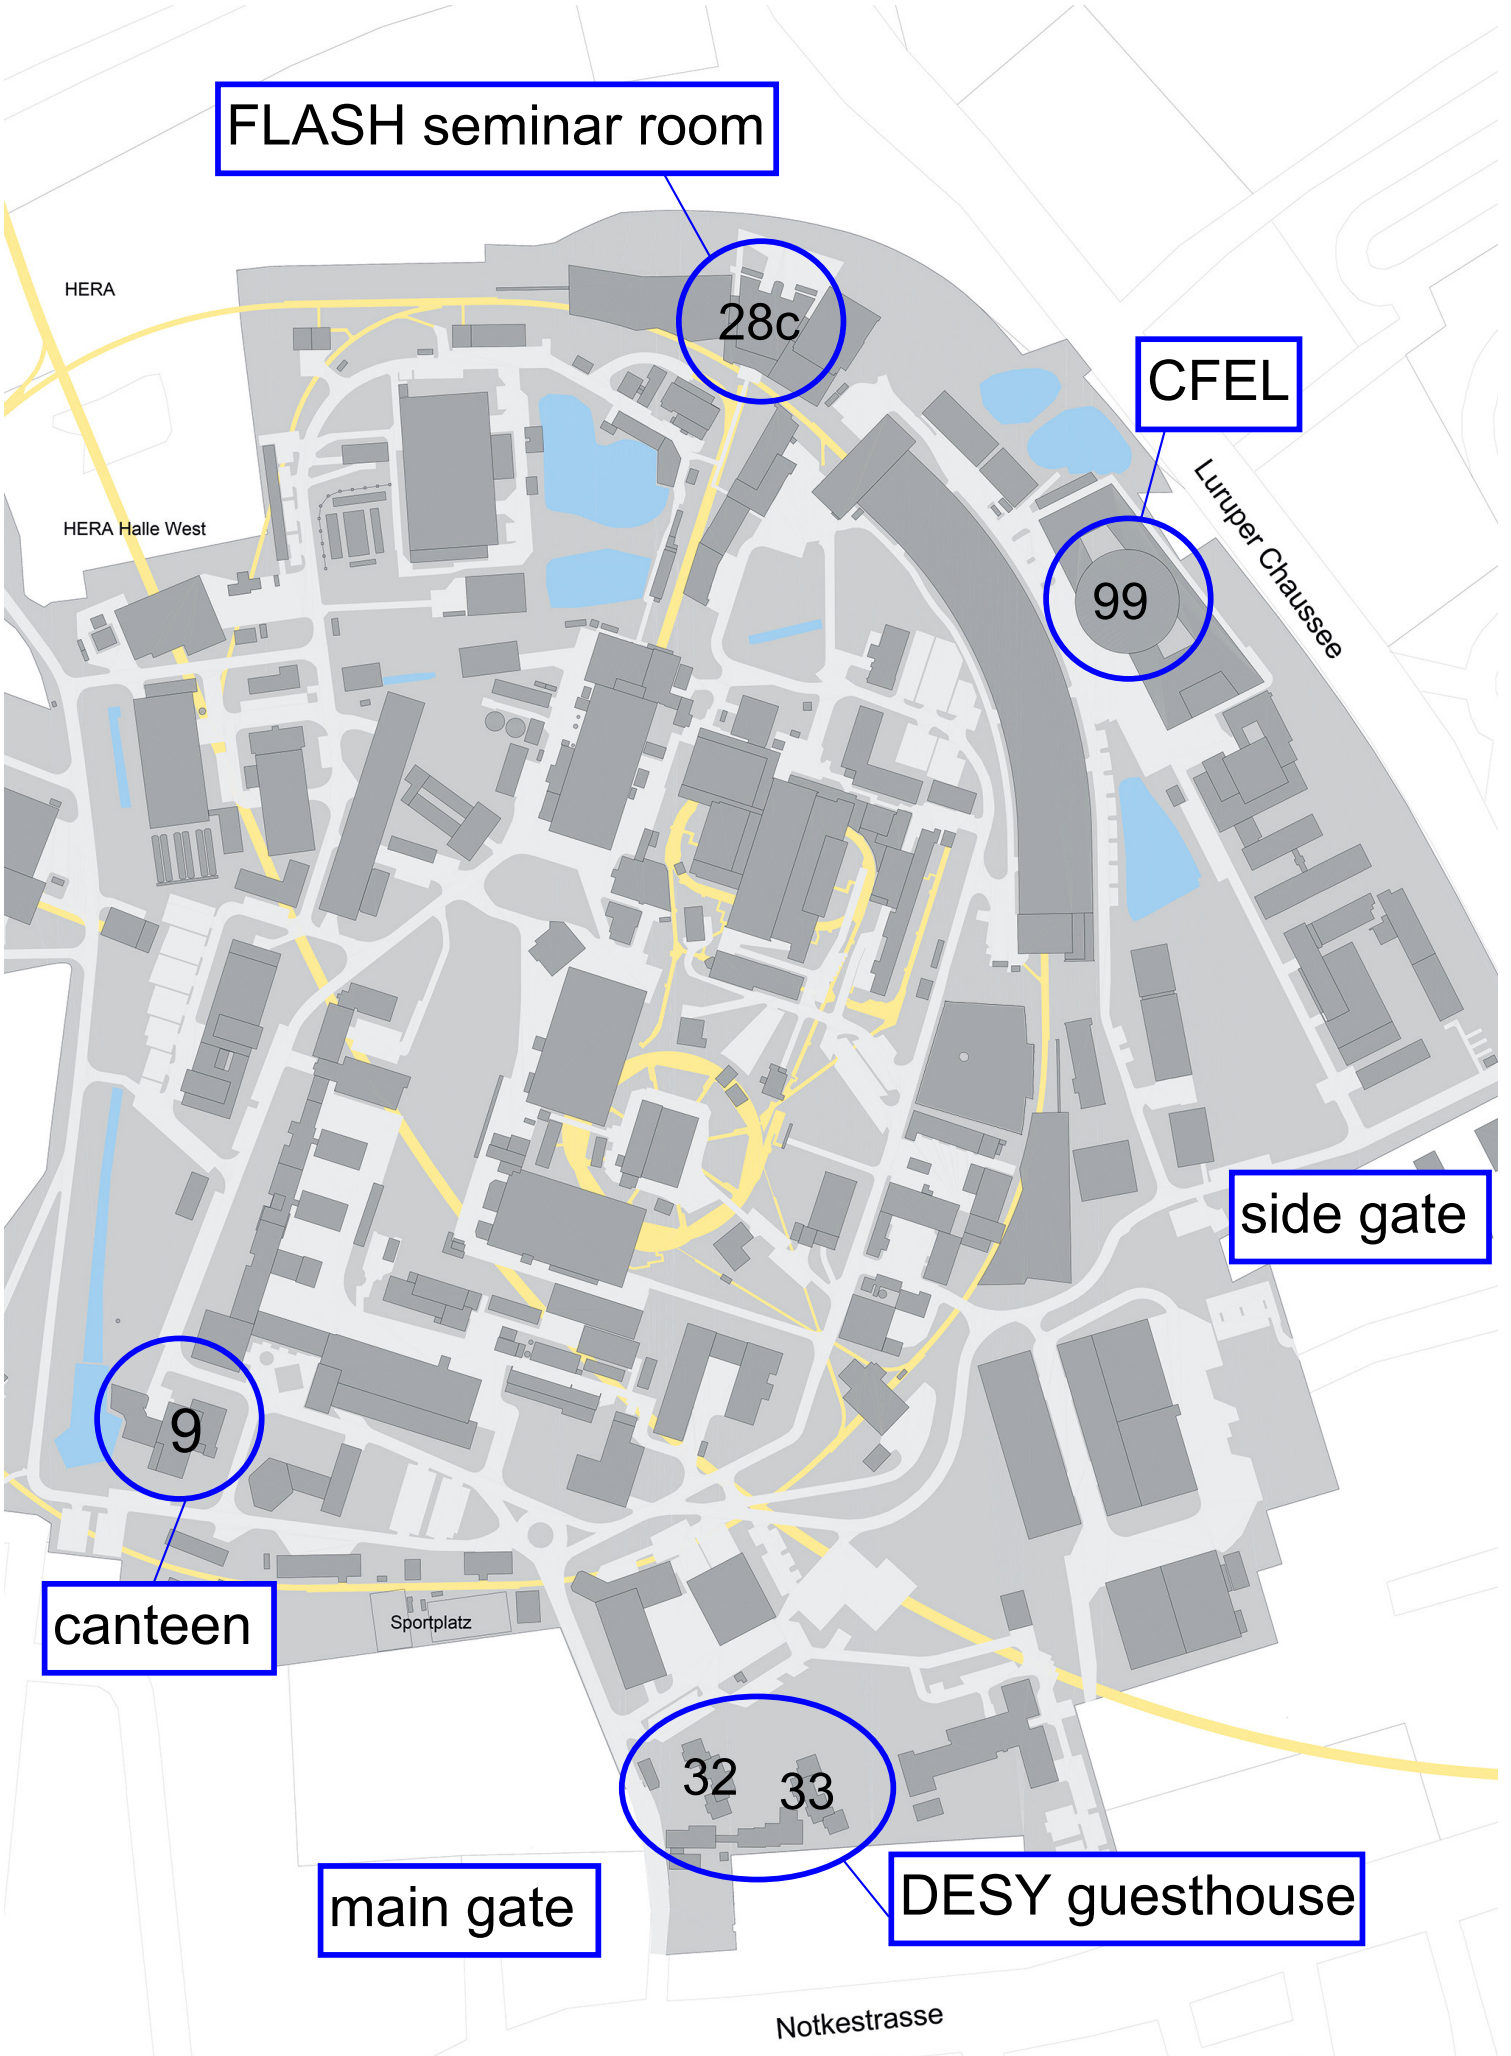 FLASH seminar room
HERA
28c
CFEL
HERA Halle West
Luruper Chaussee
99
side gate
9
canteen
Sportplatz
32
33
main gate
DESY guesthouse
Notkestrasse